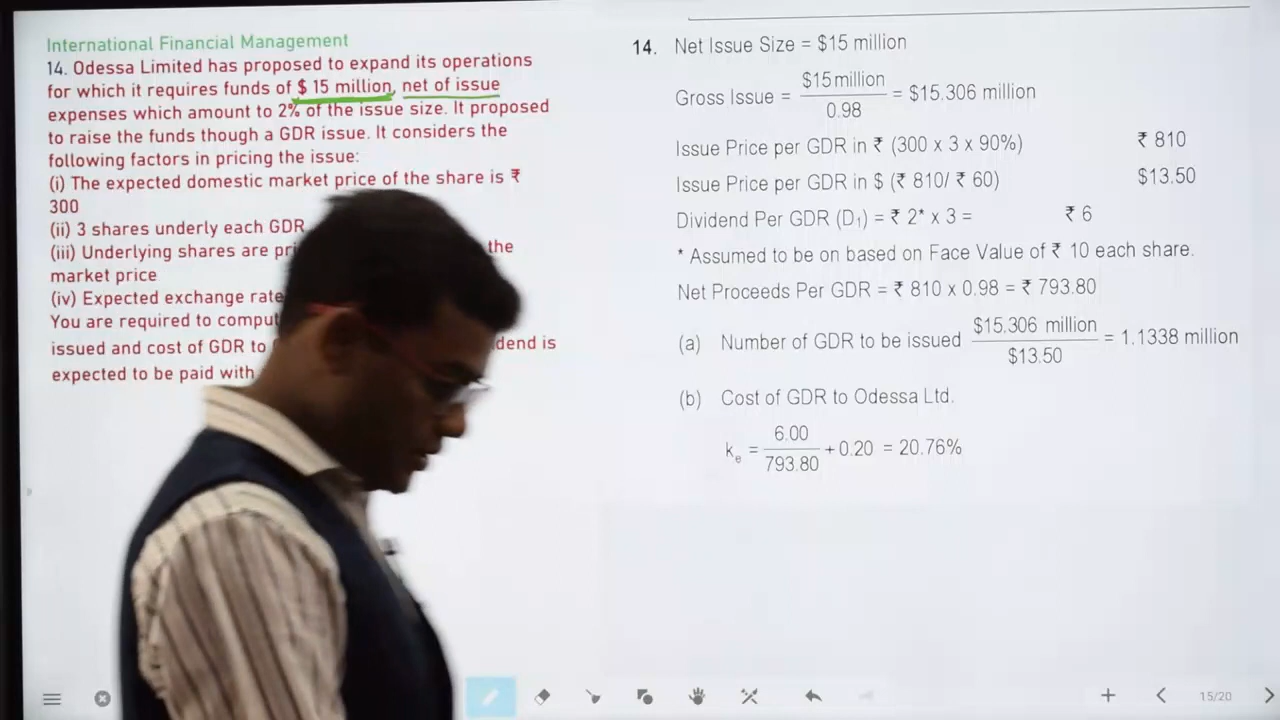 International Financial Management
14. Odessa Limited has proposed to expand its operations
for which it requires funds of $ 15 million, net of issue
expenses which amount to 2% of the issue size. It proposed
to raise the funds though a GDR issue. It considers the
following factors in pricing the issue:
(i) The expected domestic market price of the share is ₹
300
(ii) 3 shares underly each GDR
(iii) Underlying shares are the
market price
(iv) Expected exchange rate
You are required to
issued and cost of GDR to is
expected to be paid with
14. Net Issue Size = $15 million
Gross Issue = $15 million / 0.98 = $15.306 million
Issue Price per GDR in ₹ (300 x 3 x 90%) ₹ 810
Issue Price per GDR in $ (₹ 810/ ₹ 60) $13.50
Dividend Per GDR (D₁) = ₹ 2* x 3 = ₹ 6
* Assumed to be on based on Face Value of ₹ 10 each share.
Net Proceeds Per GDR = ₹ 810 x 0.98 = ₹ 793.80
(a) Number of GDR to be issued $15.306 million / $13.50 = 1.1338 million
(b) Cost of GDR to Odessa Ltd.
kₑ = 6.00 / 793.80 + 0.20 = 20.76%
15/20